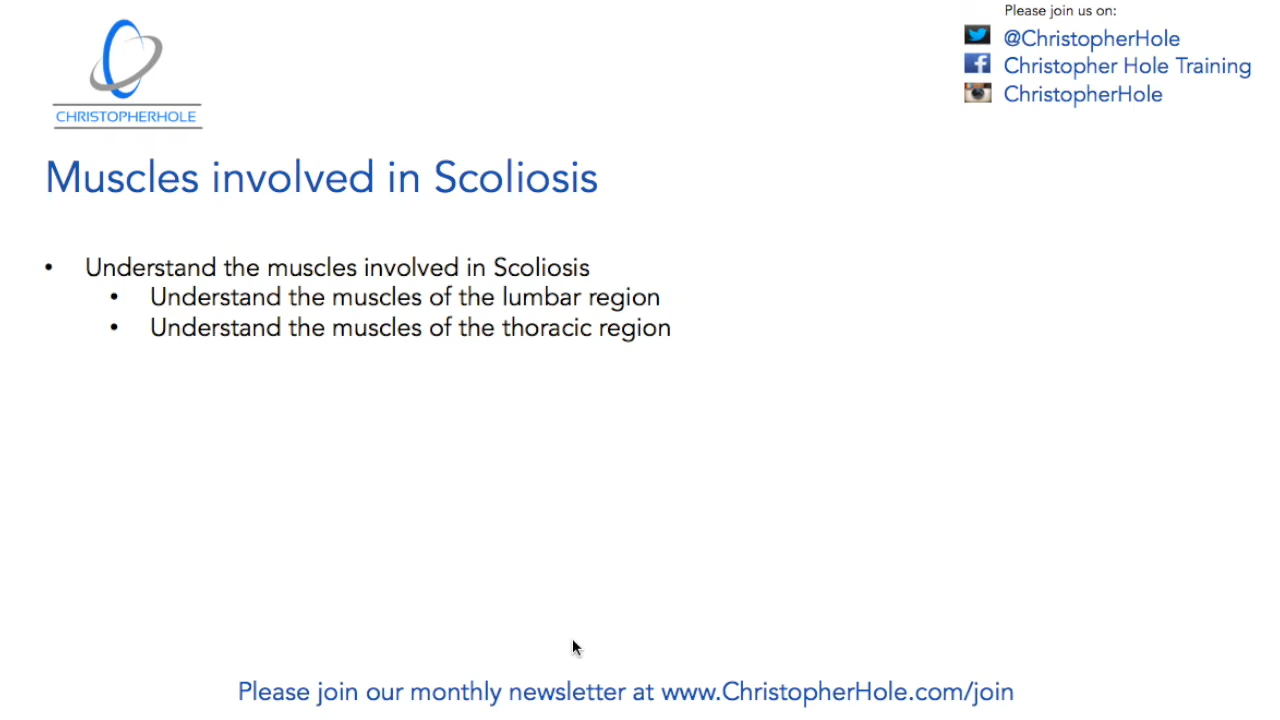 Please join us on:
@ChristopherHole
Christopher Hole Training
ChristopherHole
CHRISTOPHERHOLE
Muscles involved in Scoliosis
• Understand the muscles involved in Scoliosis
• Understand the muscles of the lumbar region
• Understand the muscles of the thoracic region
Please join our monthly newsletter at www.ChristopherHole.com/join